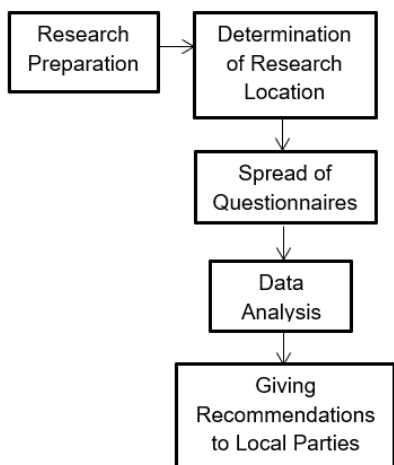 Research
Preparation
Determination
of Research
Location
Spread of
Questionnaires
Data
Analysis
Giving
Recommendations
to Local Parties